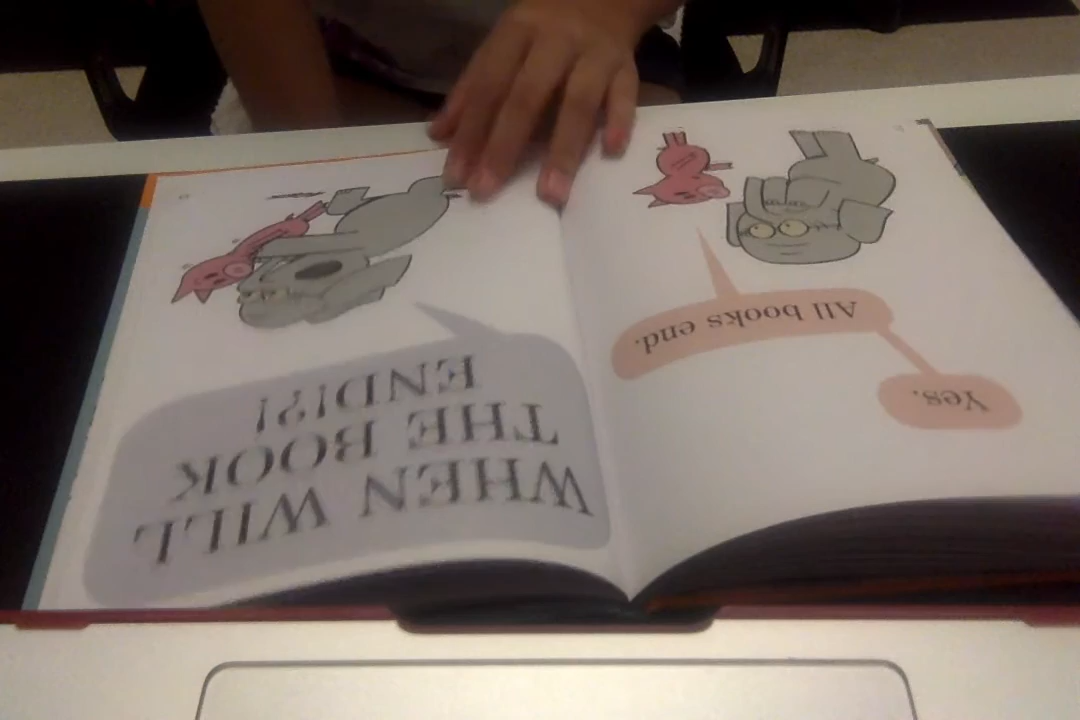 Yes.
All books end.
WHEN WILL
THE BOOK
END!?!